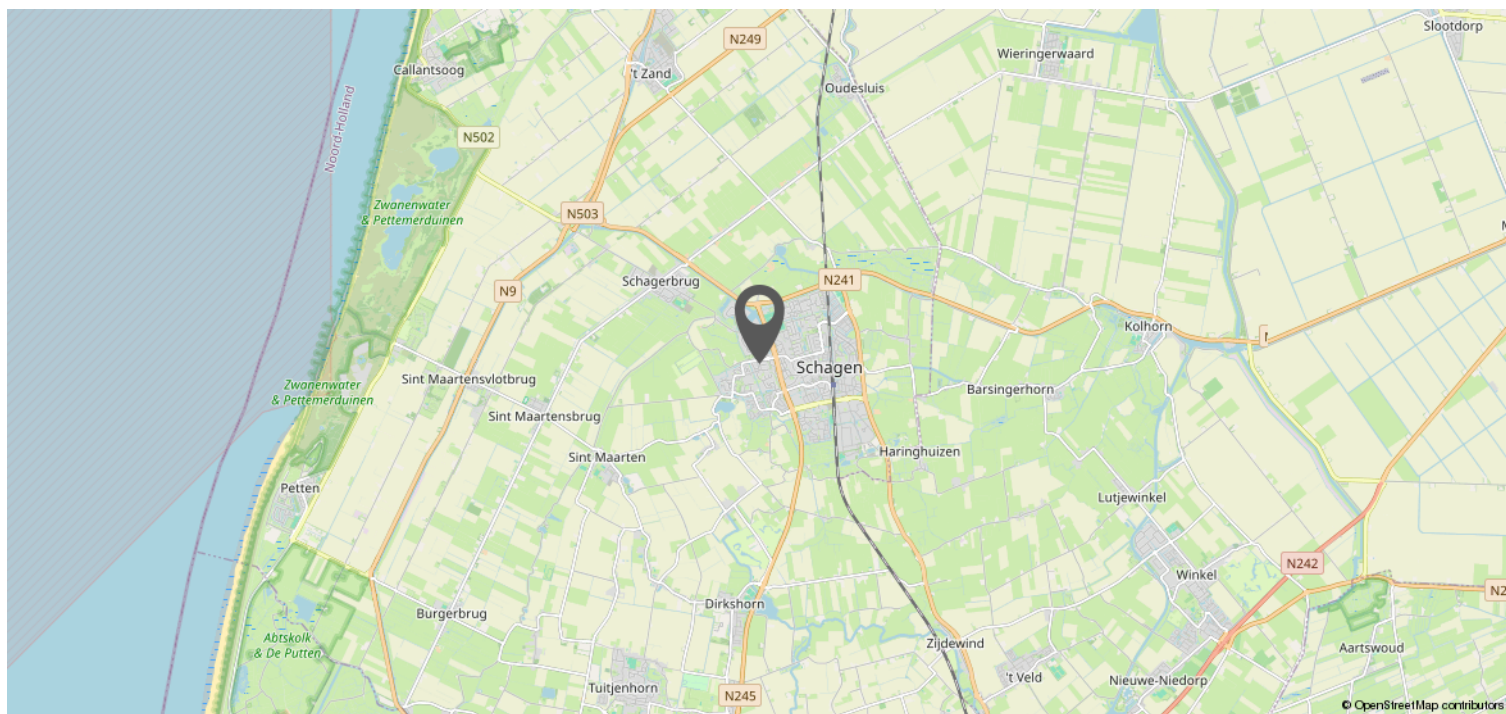 Slootdorp
N249
Wieringerwaard
Callantsoog
't Zand
Oudesluis
N502
Noord-Holland
Zwanenwater
& Pettemerduinen
N503
N241
Schagerbrug
N9
Kolhorn
Schagen
Sint Maartensvlotbrug
Zwanenwater
& Pettemerduinen
Barsingerhorn
Sint Maartensbrug
Haringhuizen
Sint Maarten
Petten
Lutjewinkel
N242
Winkel
Dirkshorn
Burgerbrug
Abtskolk
& De Putten
Zijdewind
Aartswoud
't Veld
Nieuwe-Niedorp
Tuitjenhorn
N245
© OpenStreetMap contributors